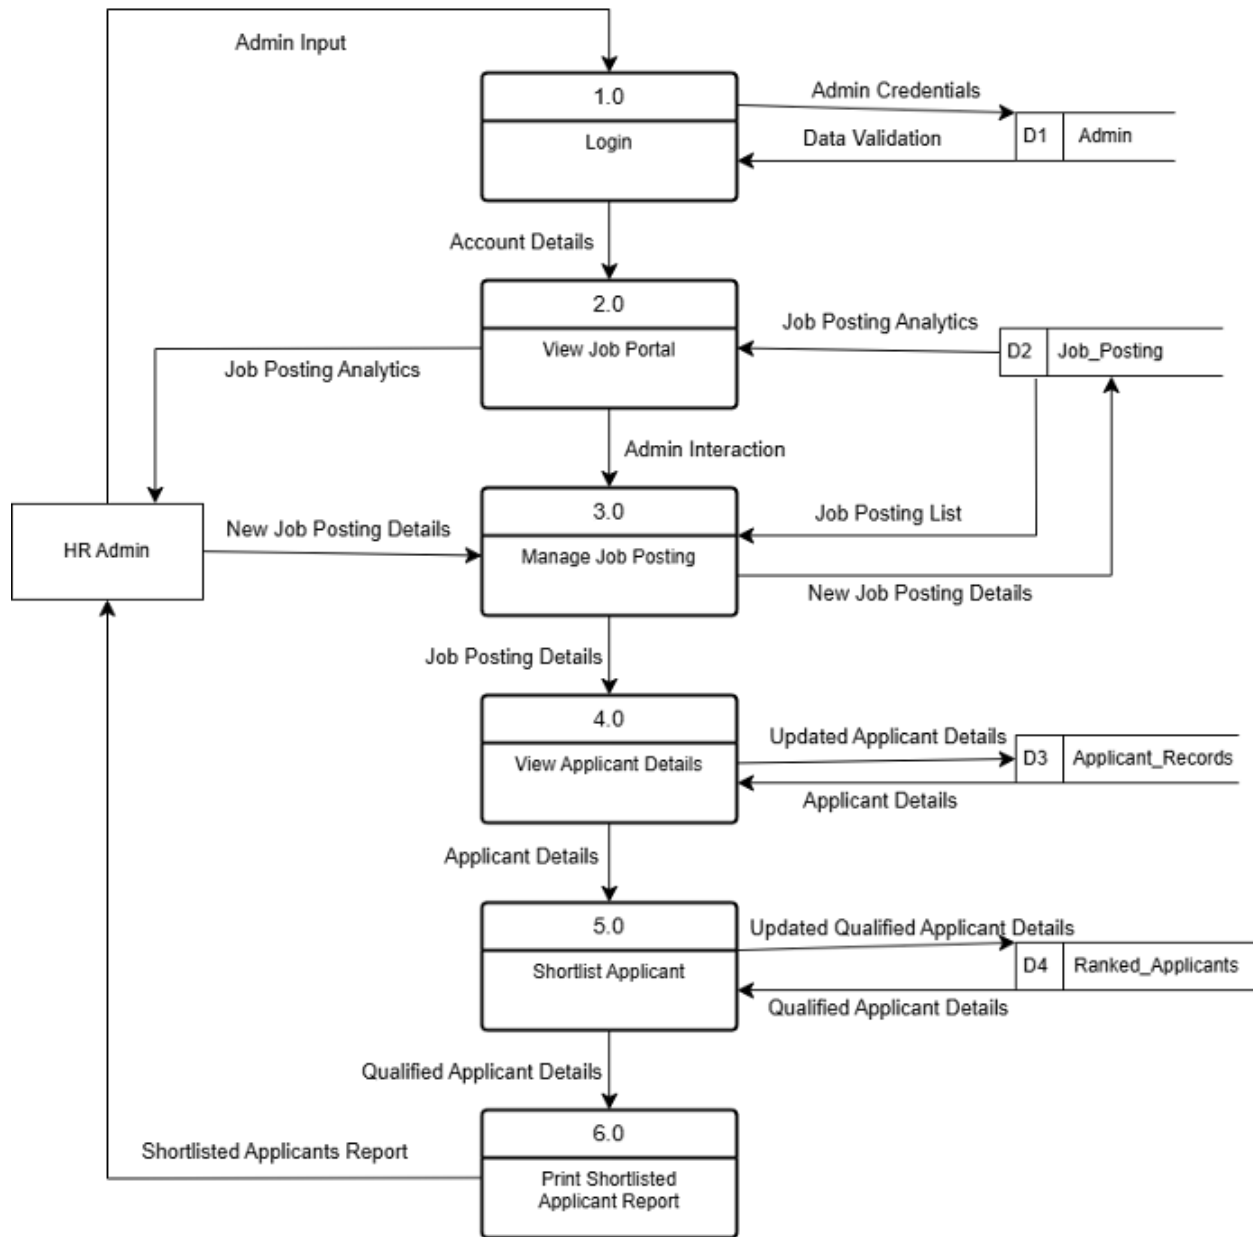 Admin Input
1.0
Login
Admin Credentials
D1
Admin
Data Validation
Account Details
2.0
View Job Portal
Job Posting Analytics
D2
Job_Posting
Job Posting Analytics
Admin Interaction
HR Admin
New Job Posting Details
3.0
Manage Job Posting
Job Posting List
New Job Posting Details
Job Posting Details
4.0
View Applicant Details
Updated Applicant Details
D3
Applicant_Records
Applicant Details
Applicant Details
5.0
Shortlist Applicant
Updated Qualified Applicant Details
D4
Ranked_Applicants
Qualified Applicant Details
Qualified Applicant Details
6.0
Print Shortlisted
Applicant Report
Shortlisted Applicants Report